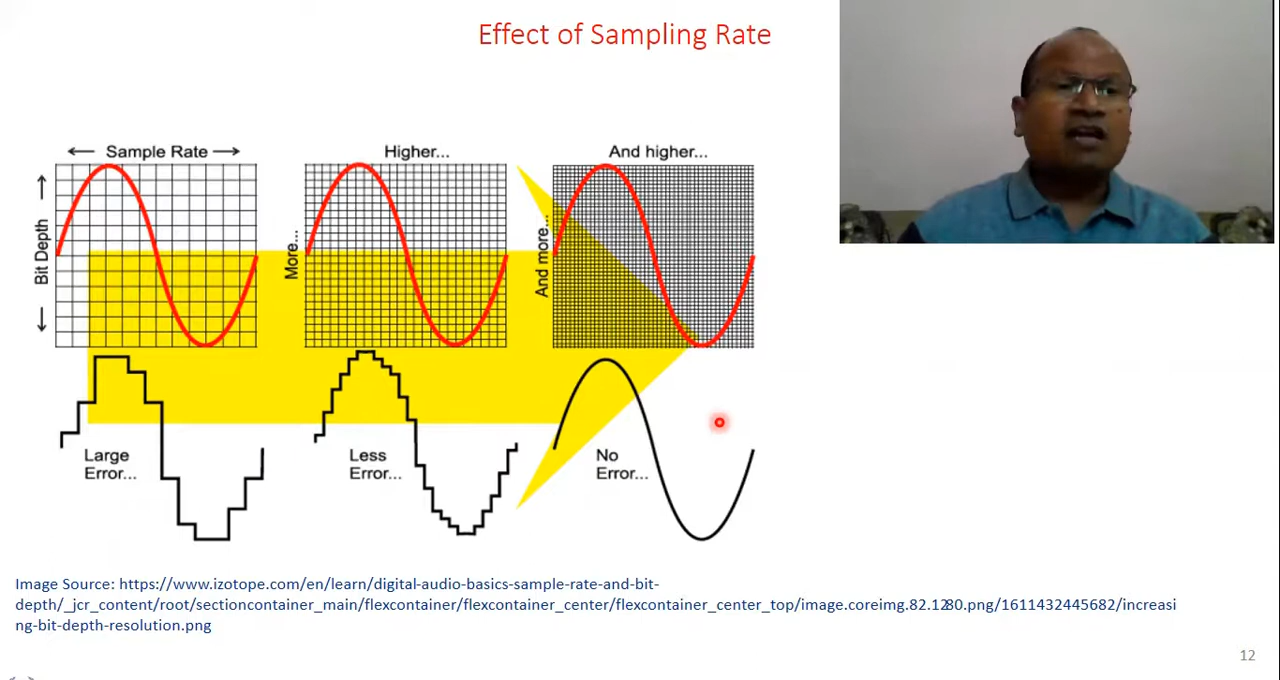 Effect of Sampling Rate
Sample Rate
Higher...
And higher...
Bit Depth
More...
And more...
Large
Error...
Less
Error...
No
Error...
Image Source: https://www.izotope.com/en/learn/digital-audio-basics-sample-rate-and-bit-
depth/_jcr_content/root/sectioncontainer_main/flexcontainer/flexcontainer_center/flexcontainer_center_top/image.coreimg.82.1280.png/1611432445682/increasi
ng-bit-depth-resolution.png
12